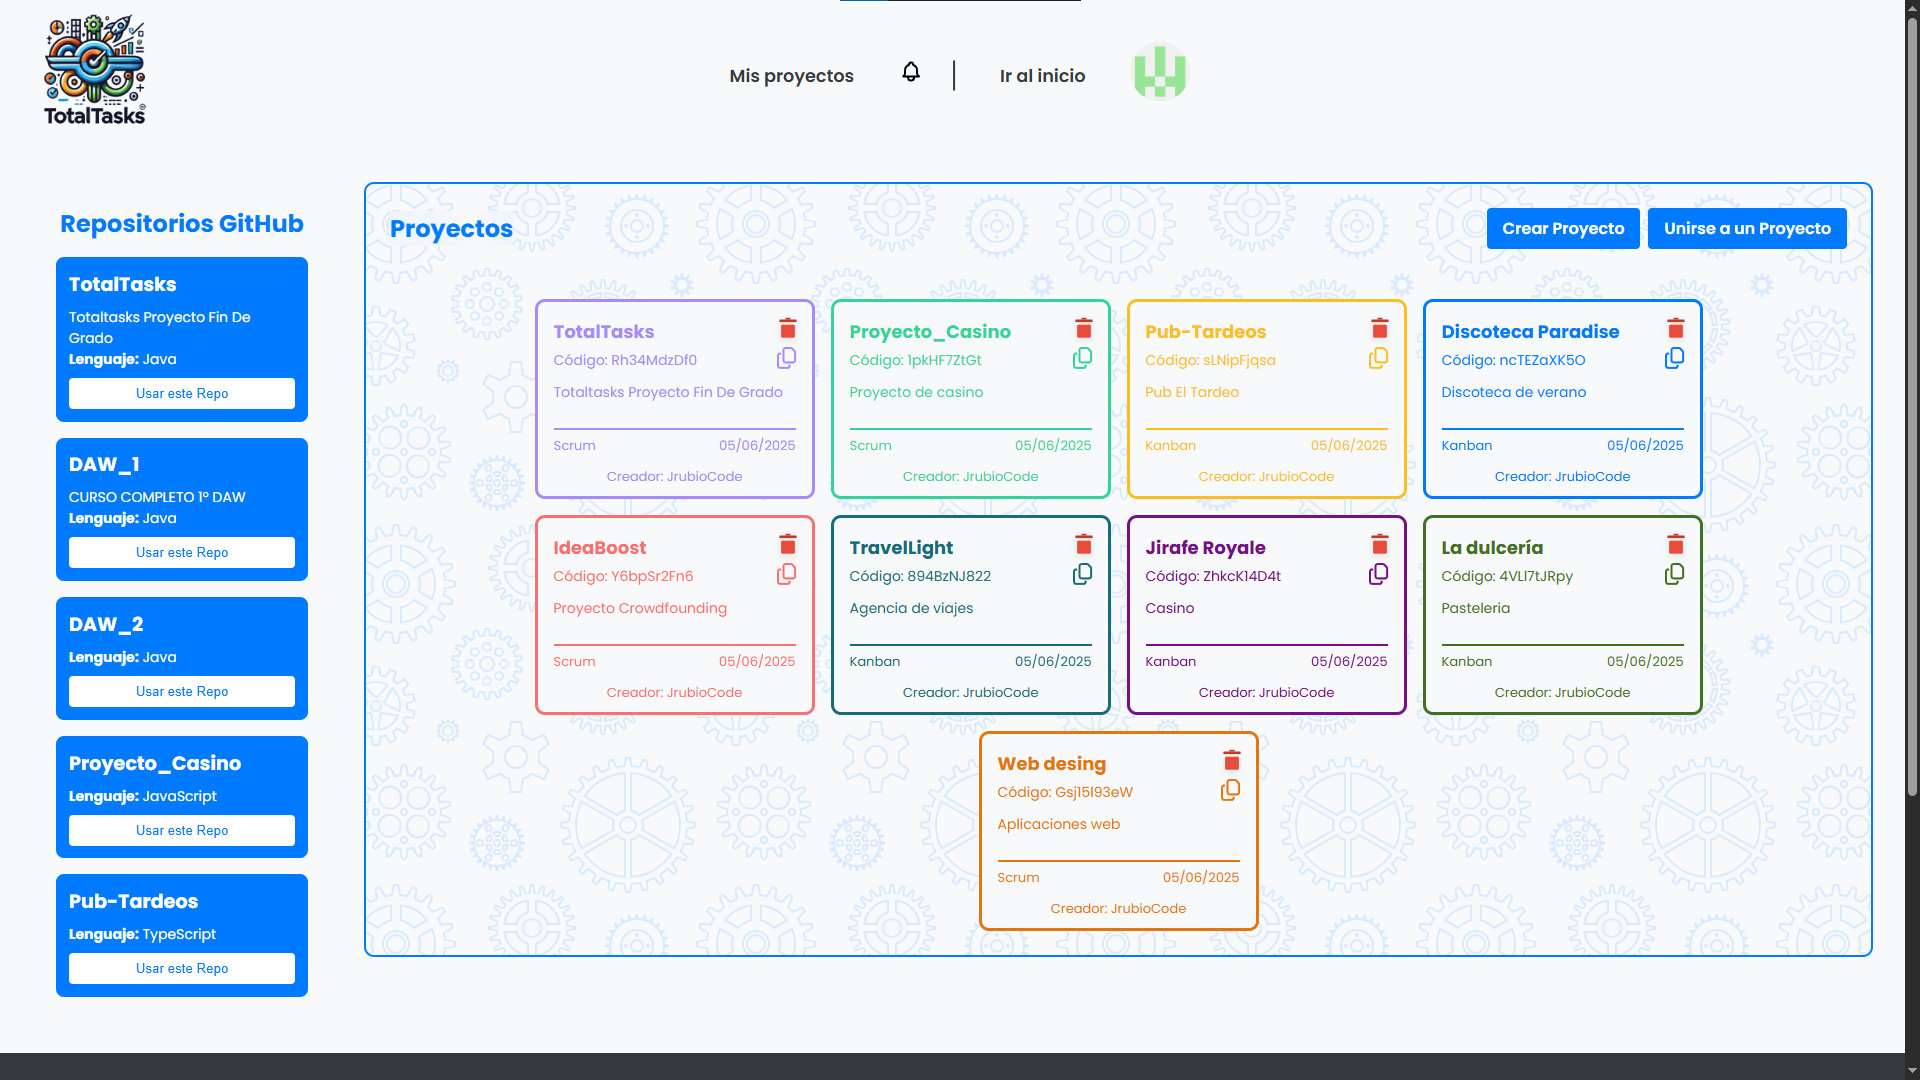 TotalTasks
Mis proyectos
Ir al inicio
Repositorios GitHub
TotalTasks
Totaltasks Proyecto Fin De
Grado
Lenguaje: Java
Usar este Repo
DAW_1
CURSO COMPLETO 1º DAW
Lenguaje: Java
Usar este Repo
DAW_2
Lenguaje: Java
Usar este Repo
Proyecto_Casino
Lenguaje: JavaScript
Usar este Repo
Pub-Tardeos
Lenguaje: TypeScript
Usar este Repo
Proyectos
Crear Proyecto
Unirse a un Proyecto
TotalTasks
Código: Rh34MdzDf0
Totaltasks Proyecto Fin De Grado
Scrum 05/06/2025
Creador: JrubioCode
Proyecto_Casino
Código: 1pkHF7ZtGt
Proyecto de casino
Scrum 05/06/2025
Creador: JrubioCode
Pub-Tardeos
Código: sLNipFjqsa
Pub El Tardeo
Kanban 05/06/2025
Creador: JrubioCode
Discoteca Paradise
Código: ncTEZaXK5O
Discoteca de verano
Kanban 05/06/2025
Creador: JrubioCode
IdeaBoost
Código: Y6bpSr2Fn6
Proyecto Crowdfounding
Scrum 05/06/2025
Creador: JrubioCode
TravelLight
Código: 894BzNJ822
Agencia de viajes
Kanban 05/06/2025
Creador: JrubioCode
Jirafe Royale
Código: ZhkcK14D4t
Casino
Kanban 05/06/2025
Creador: JrubioCode
La dulcería
Código: 4VLI7tJRpy
Pasteleria
Kanban 05/06/2025
Creador: JrubioCode
Web desing
Código: Gsj15I93eW
Aplicaciones web
Scrum 05/06/2025
Creador: JrubioCode